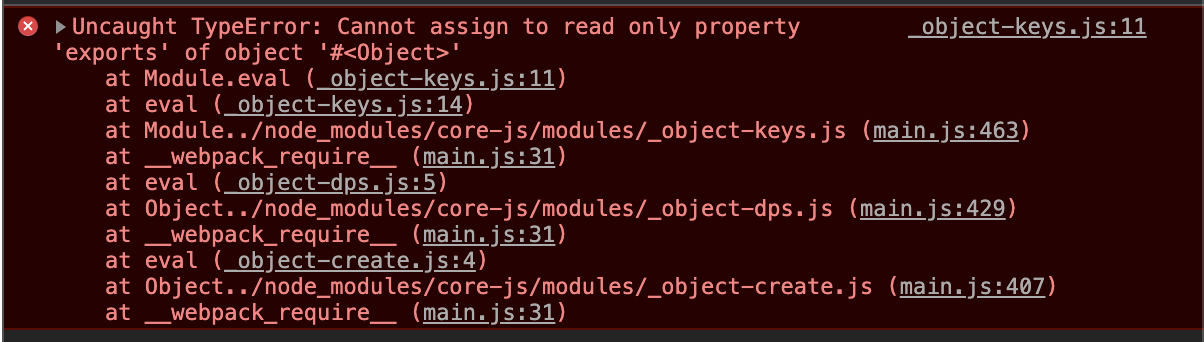 Uncaught TypeError: Cannot assign to read only property _object-keys.js:11
'exports' of object '#<Object>'
at Module.eval (_object-keys.js:11)
at eval (_object-keys.js:14)
at Module../node_modules/core-js/modules/_object-keys.js (main.js:463)
at __webpack_require__ (main.js:31)
at eval (_object-dps.js:5)
at Object../node_modules/core-js/modules/_object-dps.js (main.js:429)
at __webpack_require__ (main.js:31)
at eval (_object-create.js:4)
at Object../node_modules/core-js/modules/_object-create.js (main.js:407)
at __webpack_require__ (main.js:31)